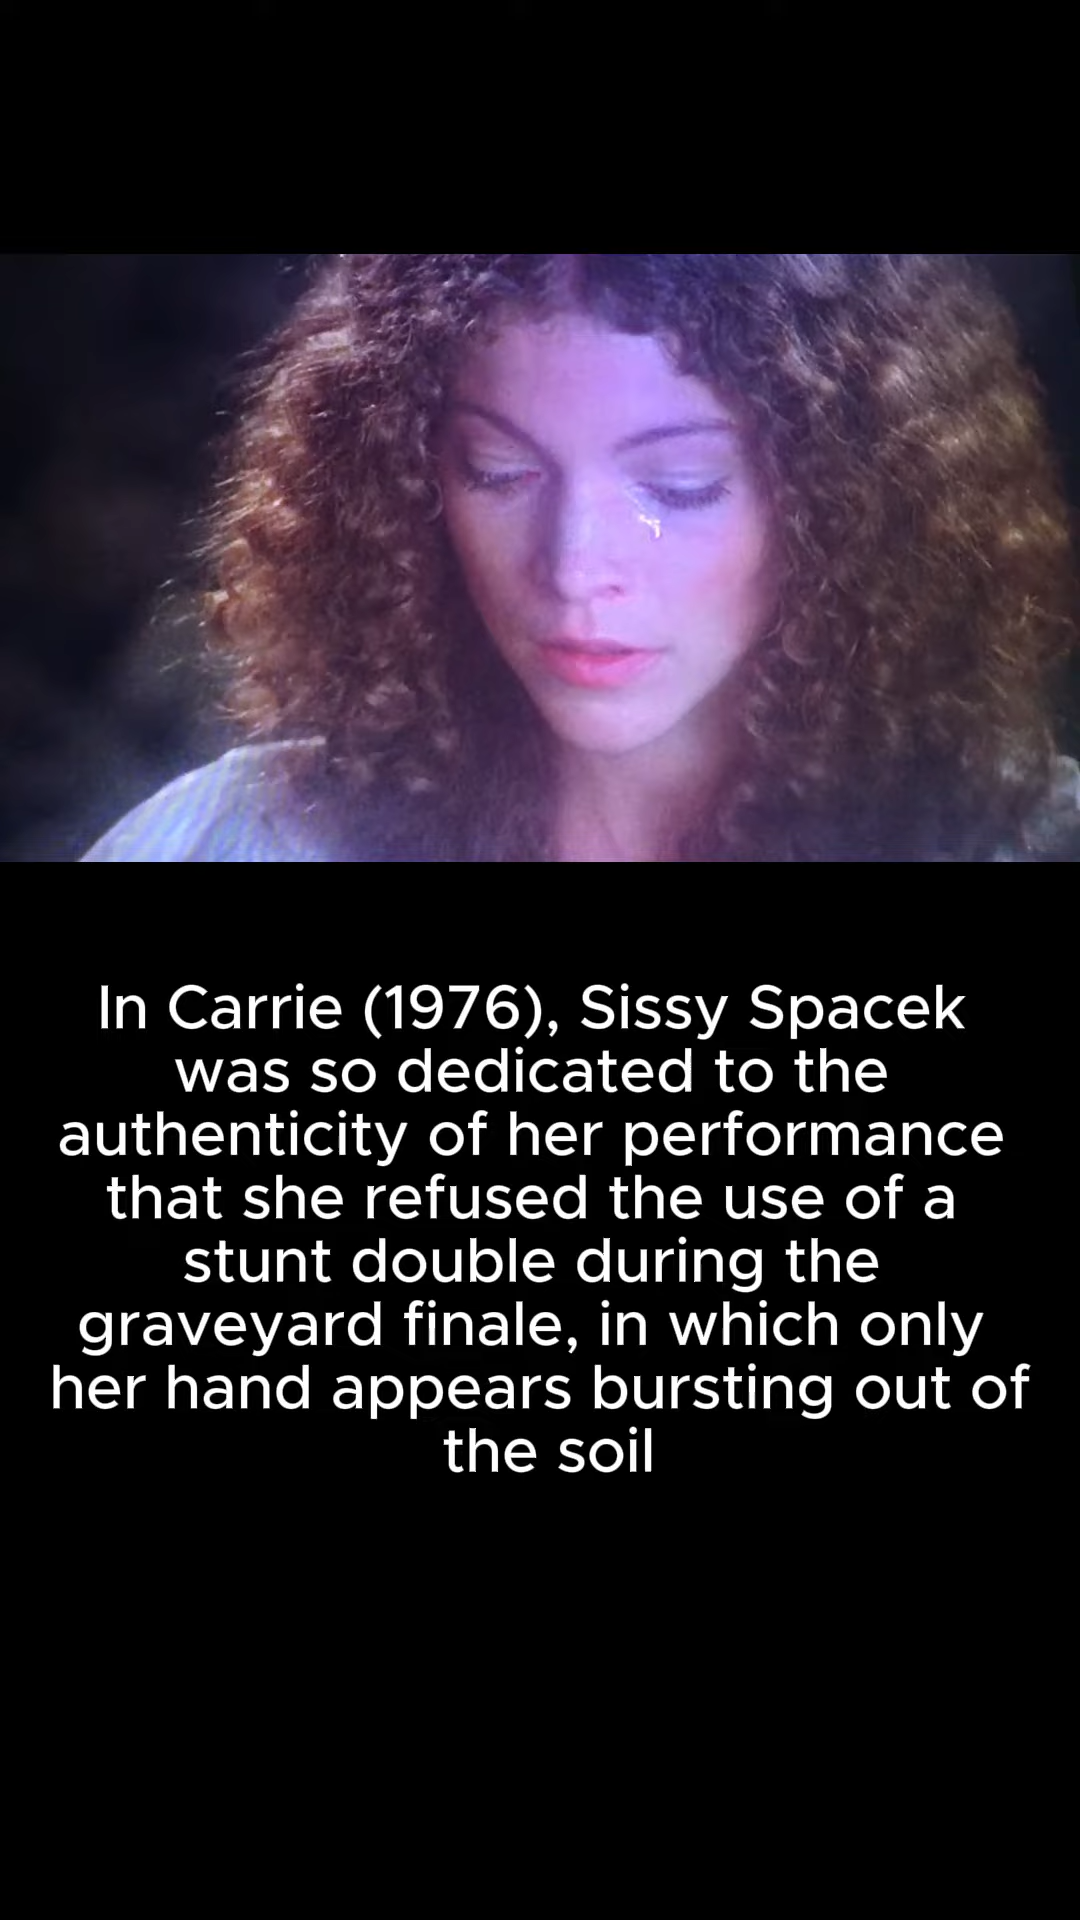 In Carrie (1976), Sissy Spacek
was so dedicated to the
authenticity of her performance
that she refused the use of a
stunt double during the
graveyard finale, in which only
her hand appears bursting out of
the soil